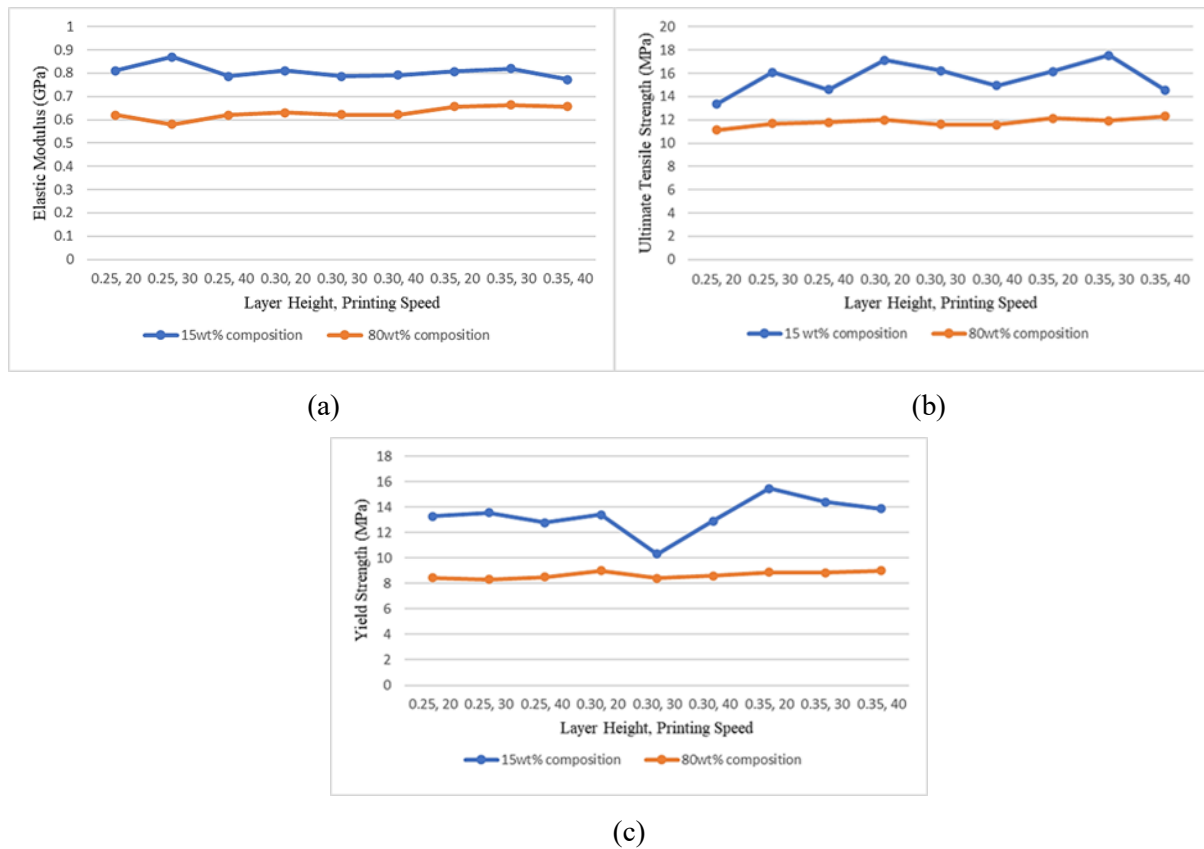 1
0.9
0.8
0.7
0.6
0.5
0.4
0.3
0.2
0.1
0
Elastic Modulus (GPa)
0.25, 20 0.25, 30 0.25, 40 0.30, 20 0.30, 30 0.30, 40 0.35, 20 0.35, 30 0.35, 40
Layer Height, Printing Speed
15wt% composition 80wt% composition
(a)
20
18
16
14
12
10
8
6
4
2
0
Ultimate Tensile Strength (MPa)
0.25, 20 0.25, 30 0.25, 40 0.30, 20 0.30, 30 0.30, 40 0.35, 20 0.35, 30 0.35, 40
Layer Height, Printing Speed
15 wt% composition 80wt% composition
(b)
18
16
14
12
10
8
6
4
2
0
Yield Strength (MPa)
0.25, 20 0.25, 30 0.25, 40 0.30, 20 0.30, 30 0.30, 40 0.35, 20 0.35, 30 0.35, 40
Layer Height, Printing Speed
15wt% composition 80wt% composition
(c)